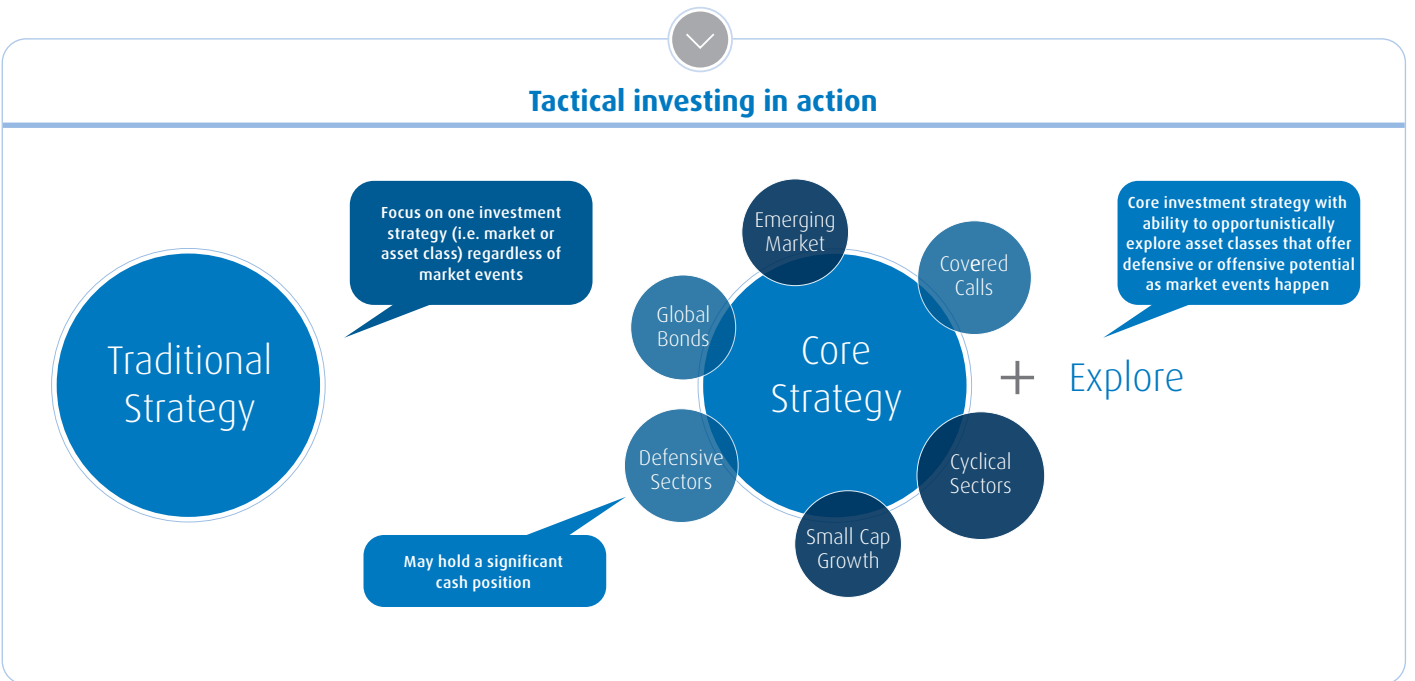 Tactical investing in action
Focus on one investment
strategy (i.e. market or
asset class) regardless of
market events
Traditional
Strategy
Emerging
Market
Covered
Calls
Global
Bonds
Core
Strategy
Defensive
Sectors
Cyclical
Sectors
Small Cap
Growth
May hold a significant
cash position
+ Explore
Core investment strategy with
ability to opportunistically
explore asset classes that offer
defensive or offensive potential
as market events happen